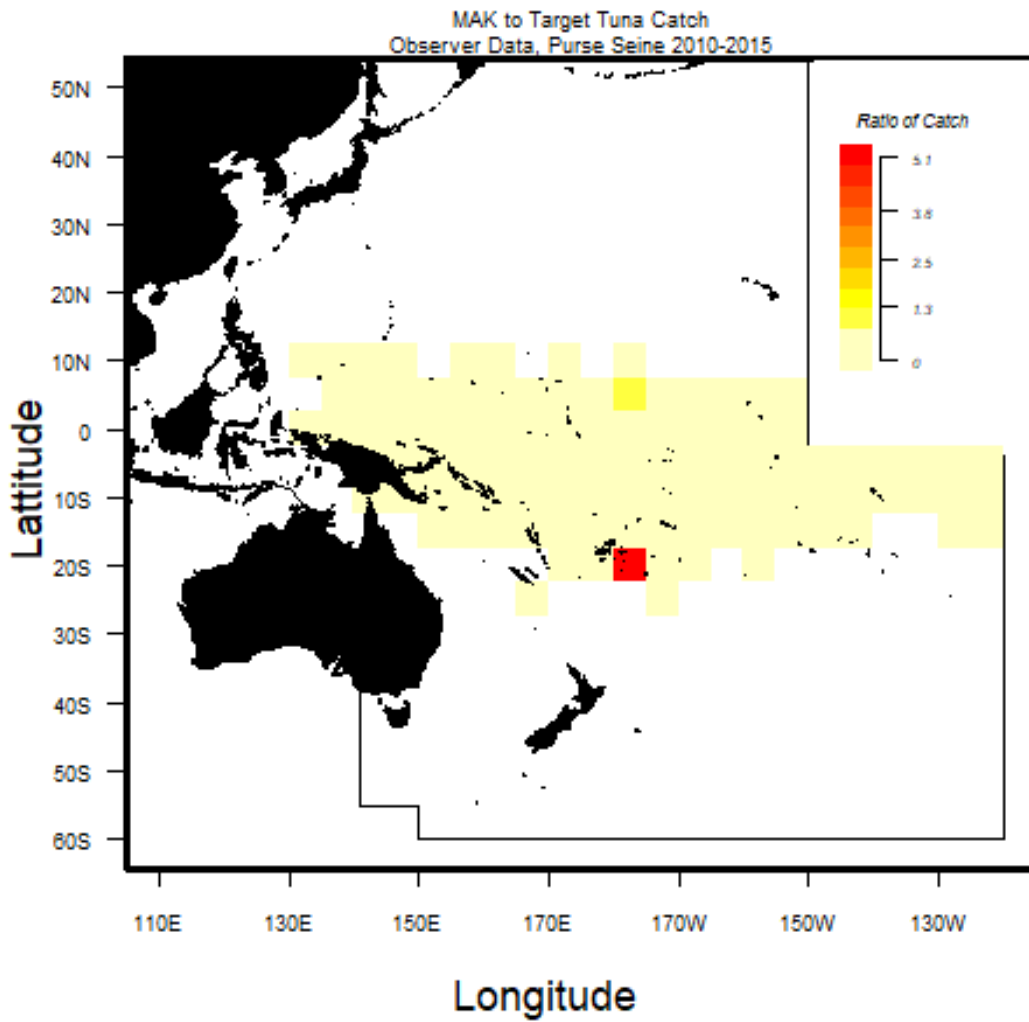 MAK to Target Tuna Catch
Observer Data, Purse Seine 2010-2015
Ratio of Catch
5.1
3.8
2.5
1.3
0
50N
40N
30N
20N
10N
0
10S
20S
30S
40S
50S
60S
Lattitude
110E 130E 150E 170E 170W 150W 130W
Longitude